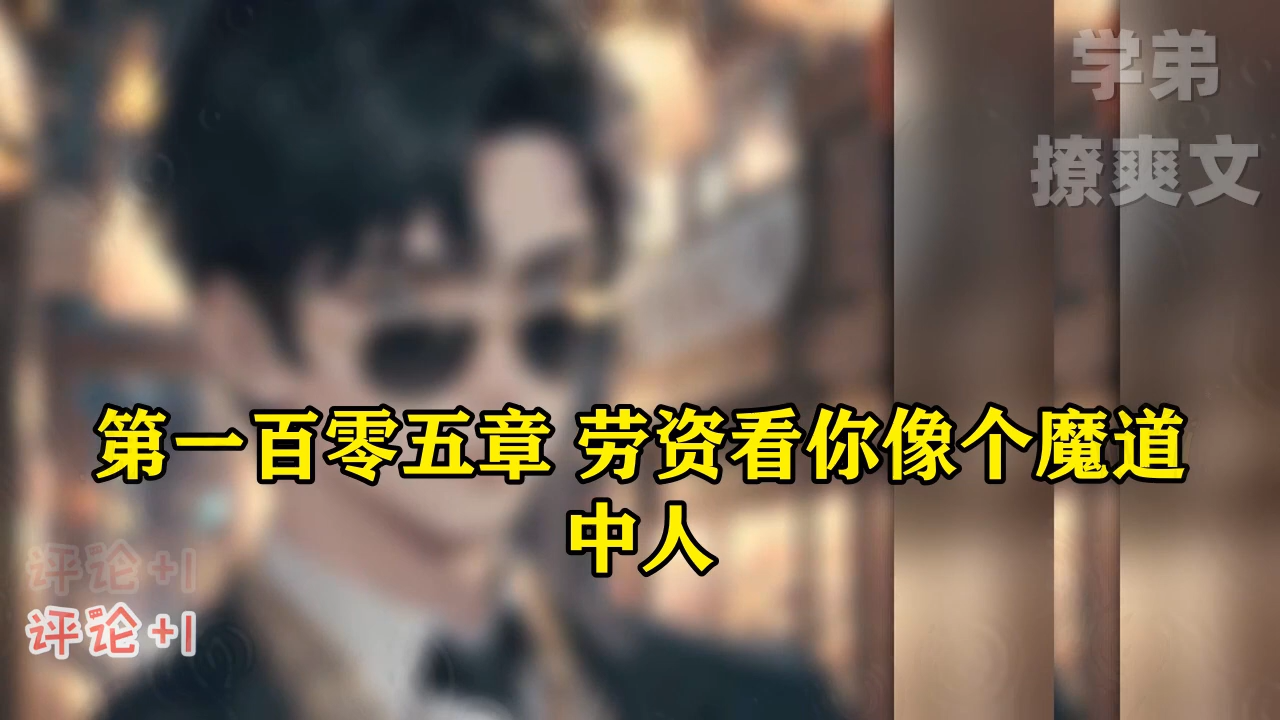 学弟
撩爽文
第一百零五章 劳资看你像个魔道
中人
评论+1
评论+1